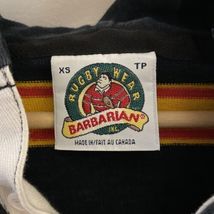 XS TP
RUGBY WEAR
BARBARIAN®
INC.
MADE IN/FAIT AU CANADA